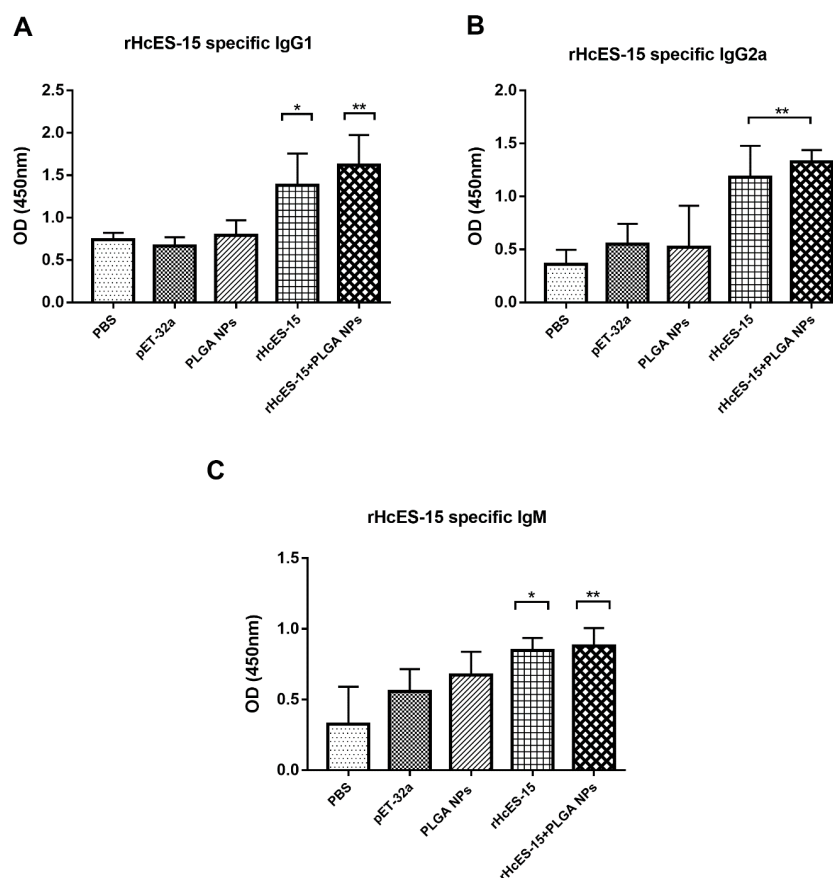 A
rHcES-15 specific IgG1
OD (450nm)
2.5
2.0
1.5
1.0
0.5
0.0
*
**
PBS
pET-32a
PLGA NPs
rHcES-15
rHcES-15+PLGA NPs
B
rHcES-15 specific IgG2a
OD (450nm)
2.0
1.5
1.0
0.5
0.0
**
PBS
pET-32a
PLGA NPs
rHcES-15
rHcES-15+PLGA NPs
C
rHcES-15 specific IgM
OD (450nm)
1.5
1.0
0.5
0.0
*
**
PBS
pET-32a
PLGA NPs
rHcES-15
rHcES-15+PLGA NPs